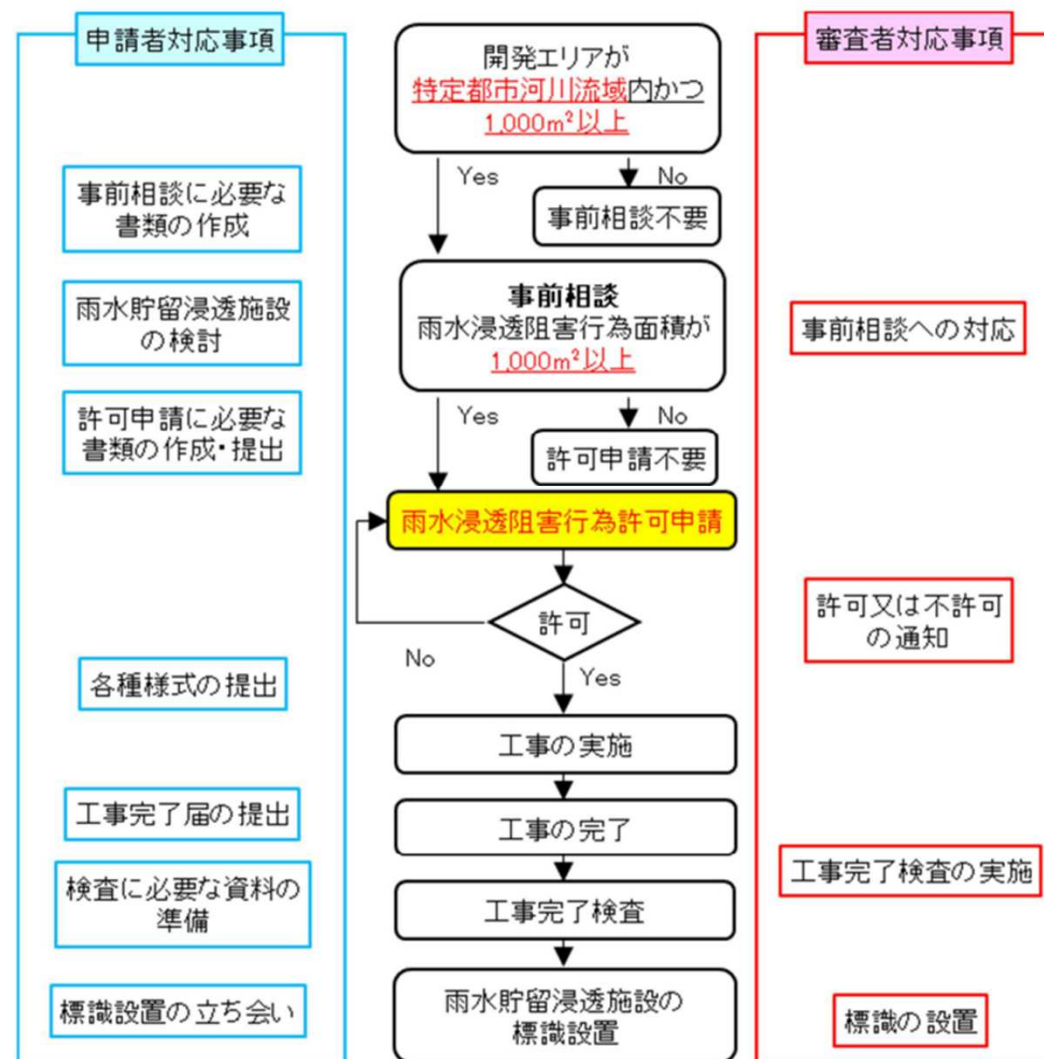 申請者対応事項
事前相談に必要な
書類の作成
雨水貯留浸透施設
の検討
許可申請に必要な
書類の作成・提出
各種様式の提出
工事完了届の提出
検査に必要な資料の
準備
標識設置の立ち会い
開発エリアが
特定都市河川流域内かつ
1,000m²以上
Yes
No
事前相談不要
事前相談
雨水浸透阻害行為面積が
1,000m²以上
Yes
No
許可申請不要
雨水浸透阻害行為許可申請
許可
No
Yes
工事の実施
工事の完了
工事完了検査
雨水貯留浸透施設の
標識設置
審査者対応事項
事前相談への対応
許可又は不許可
の通知
工事完了検査の実施
標識の設置